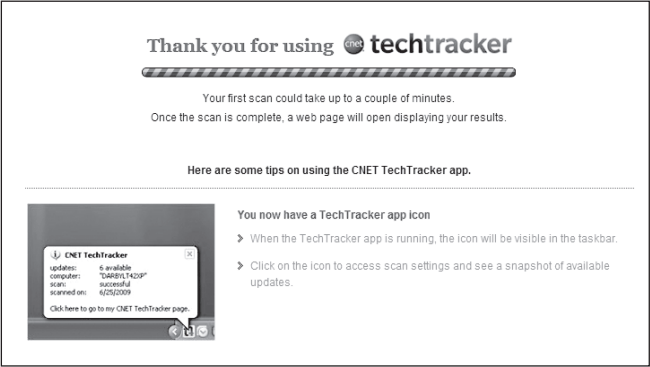 Thank you for using cnet techtracker
Your first scan could take up to a couple of minutes.
Once the scan is complete, a web page will open displaying your results.
Here are some tips on using the CNET TechTracker app.
CNET TechTracker
updates: 6 available
computer: "DARBYLT42XP"
scan: successful
scanned on: 6/25/2009
Click here to go to my CNET TechTracker page.
You now have a TechTracker app icon
When the TechTracker app is running, the icon will be visible in the taskbar.
Click on the icon to access scan settings and see a snapshot of available
updates.